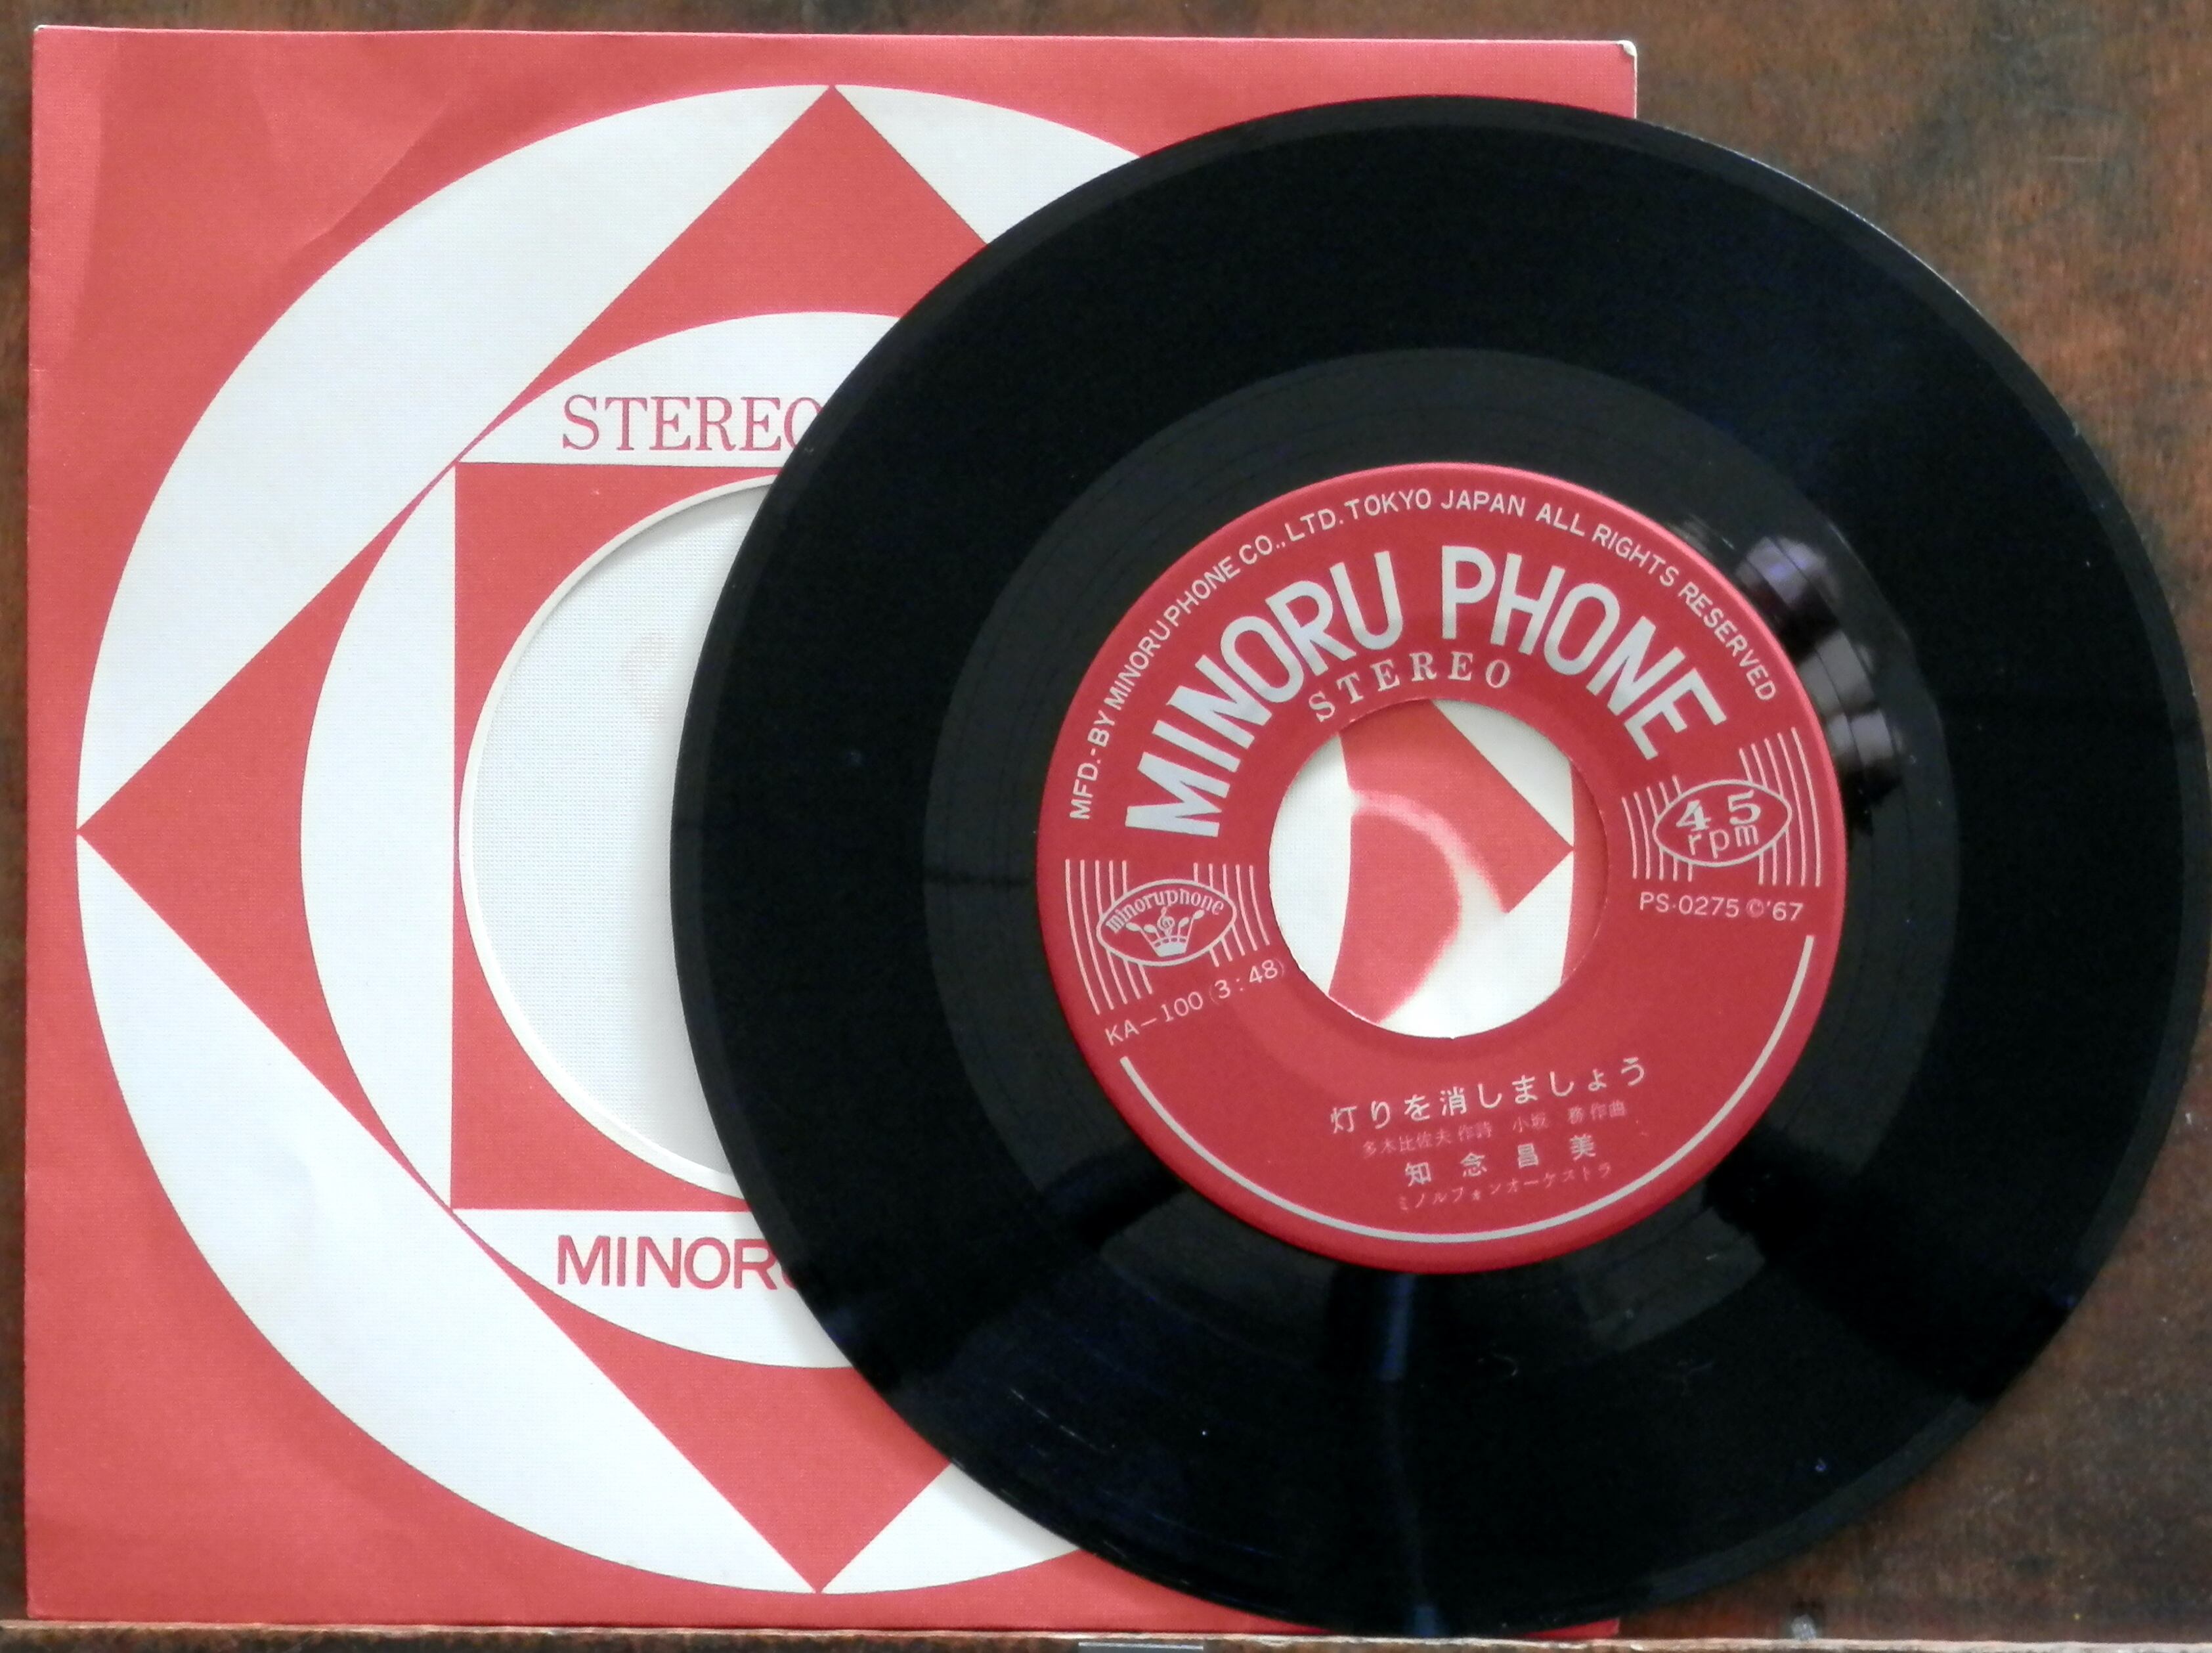 STEREO
MINORU
MFD.-BY MINORUPHONE CO., LTD. TOKYO JAPAN ALL RIGHTS RESERVED
MINORU PHONE
STEREO
45
rpm
PS-0275 ©'67
minoruphone
KA-100 (3:48)
灯りを消しましょう
多木比佐夫 作詩 小坂 務 作曲
知念昌美
ミノルフォンオーケストラ